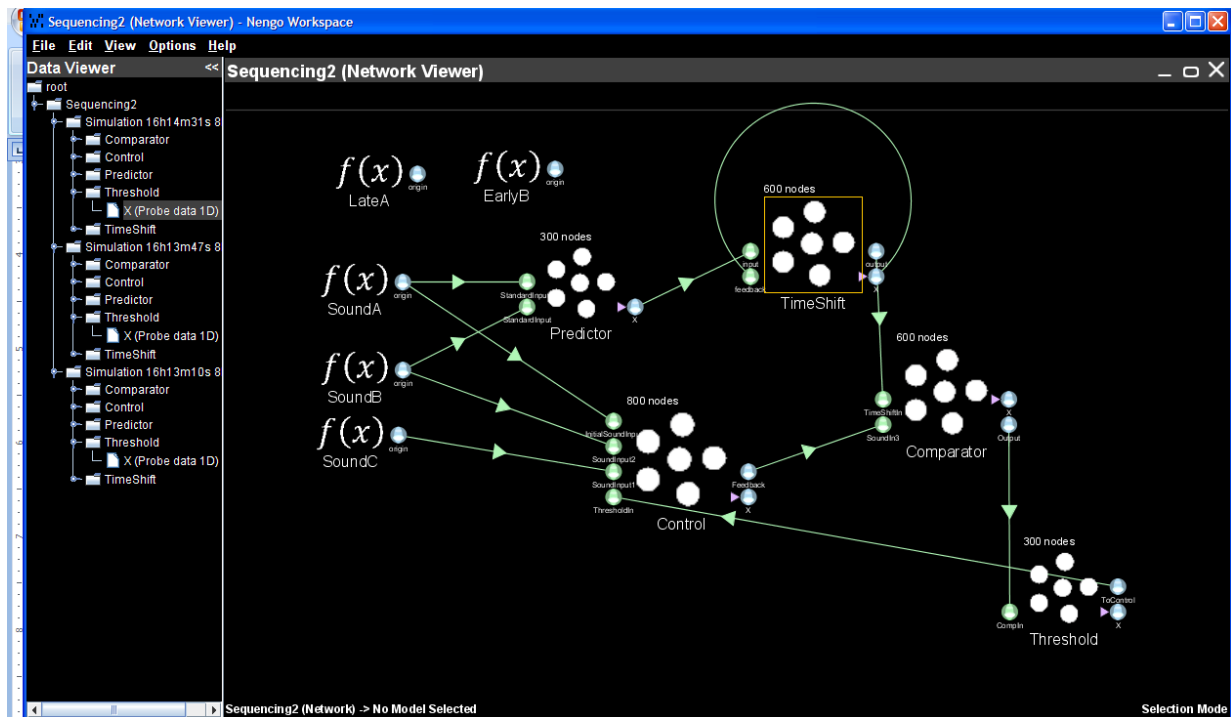 Sequencing2 (Network Viewer) - Nengo Workspace
File Edit View Options Help
Data Viewer <<
root
Sequencing2
Simulation 16h14m31s 8
Comparator
Control
Predictor
Threshold
X (Probe data 1D)
TimeShift
Simulation 16h13m47s 8
Comparator
Control
Predictor
Threshold
X (Probe data 1D)
TimeShift
Simulation 16h13m10s 8
Comparator
Control
Predictor
Threshold
X (Probe data 1D)
TimeShift
Sequencing2 (Network Viewer)
f(x)
origin
LateA
f(x)
origin
EarlyB
600 nodes
input
feedback
output
X
TimeShift
300 nodes
StandardInput
StandardInput
X
Predictor
f(x)
origin
SoundA
f(x)
origin
SoundB
f(x)
origin
SoundC
600 nodes
TimeShiftIn
SoundIn3
X
Output
Comparator
800 nodes
InitialSoundInput
SoundInput2
SoundInput1
ThresholdIn
Feedback
X
Control
300 nodes
CompIn
ToControl
X
Threshold
Sequencing2 (Network) -> No Model Selected
Selection Mode